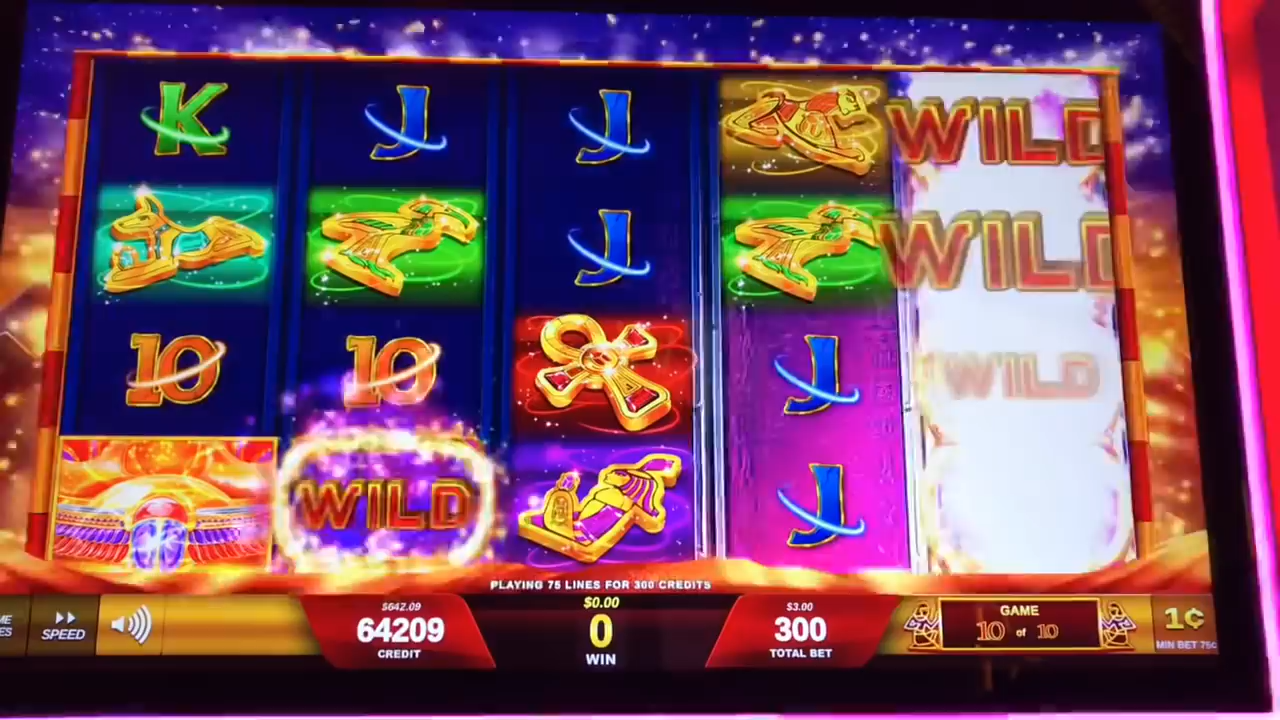 K J J WILD
J WILD
10 10 J WILD
WILD J
PLAYING 75 LINES FOR 300 CREDITS
SPEED
$642.09
64209
CREDIT
$0.00
0
WIN
$3.00
300
TOTAL BET
GAME
10 OF 10
1¢
MIN BET 75¢